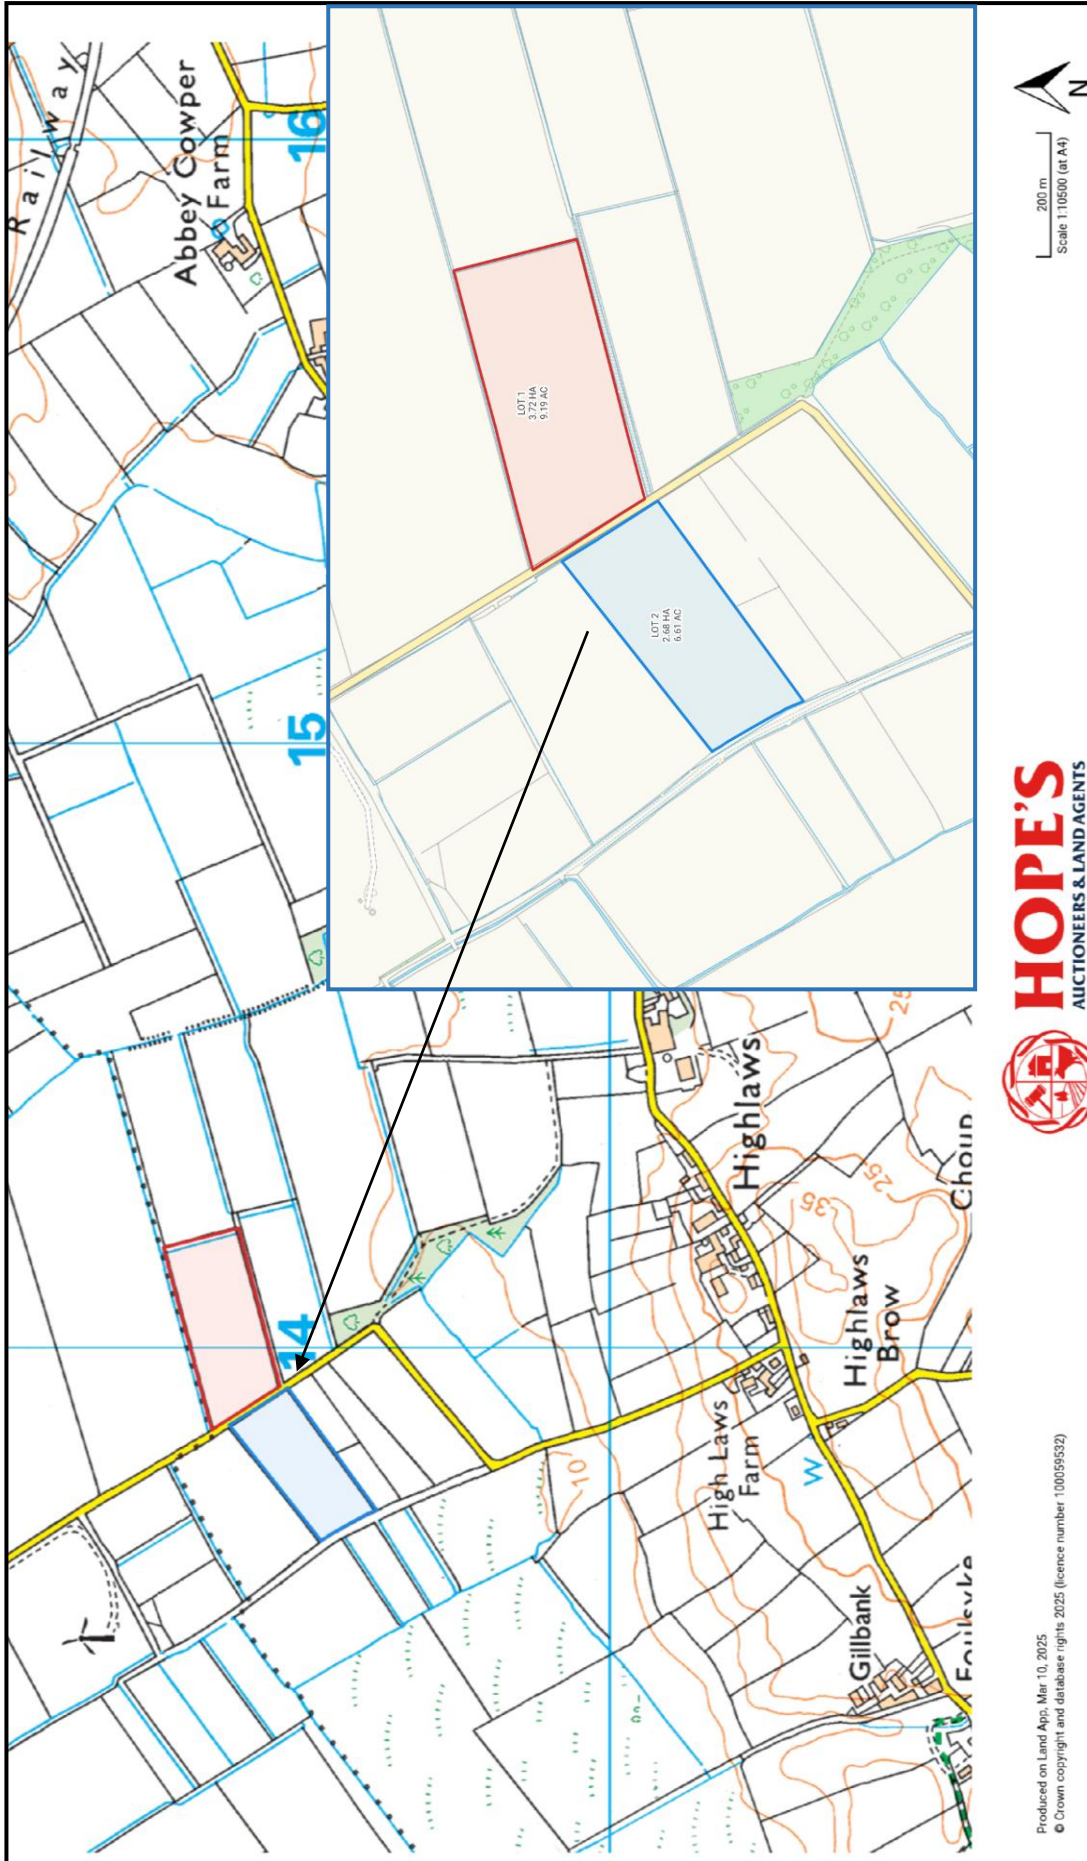 Railway
Abbey Cowper
Farm
16
15
14
LOT 1
3.72 HA
9.19 AC
LOT 2
2.68 HA
6.61 AC
Highlaws
Highlaws
Brow
High Laws
Farm
W
Gillbank
10
35
25
25
N
200 m
Scale 1:10500 (at A4)
HOPE'S
AUCTIONEERS & LAND AGENTS
Produced on Land App, Mar 10, 2025
© Crown copyright and database rights 2025 (licence number 100059532)